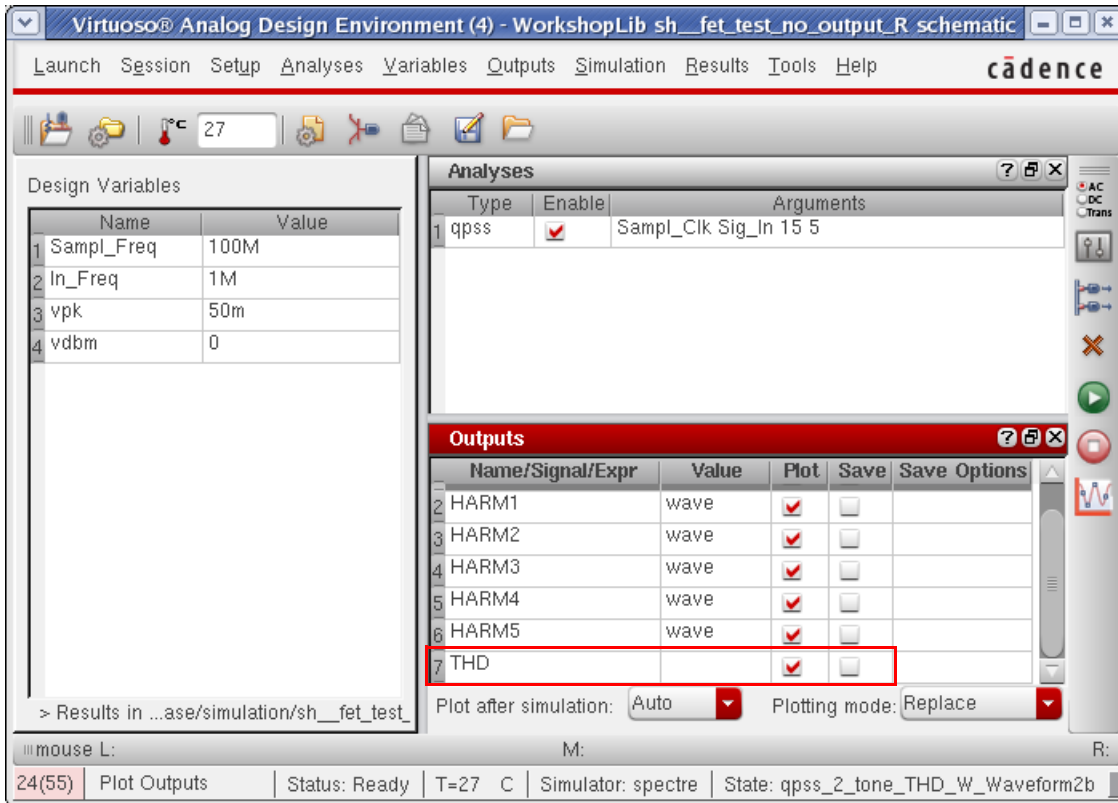 Virtuoso® Analog Design Environment (4) - WorkshopLib sh__fet_test_no_output_R schematic
Launch Session Setup Analyses Variables Outputs Simulation Results Tools Help cādence
°C 27
Design Variables
Name Value
1 Sampl_Freq 100M
2 In_Freq 1M
3 vpk 50m
4 vdbm 0
> Results in ...ase/simulation/sh__fet_test_
Analyses
Type Enable Arguments
1 qpss Sampl_Clk Sig_In 15 5
AC
DC
Trans
Outputs
Name/Signal/Expr Value Plot Save Save Options
2 HARM1 wave
3 HARM2 wave
4 HARM3 wave
5 HARM4 wave
6 HARM5 wave
7 THD
Plot after simulation: Auto Plotting mode: Replace
mouse L: M: R:
24(55) Plot Outputs Status: Ready T=27 C Simulator: spectre State: qpss_2_tone_THD_W_Waveform2b